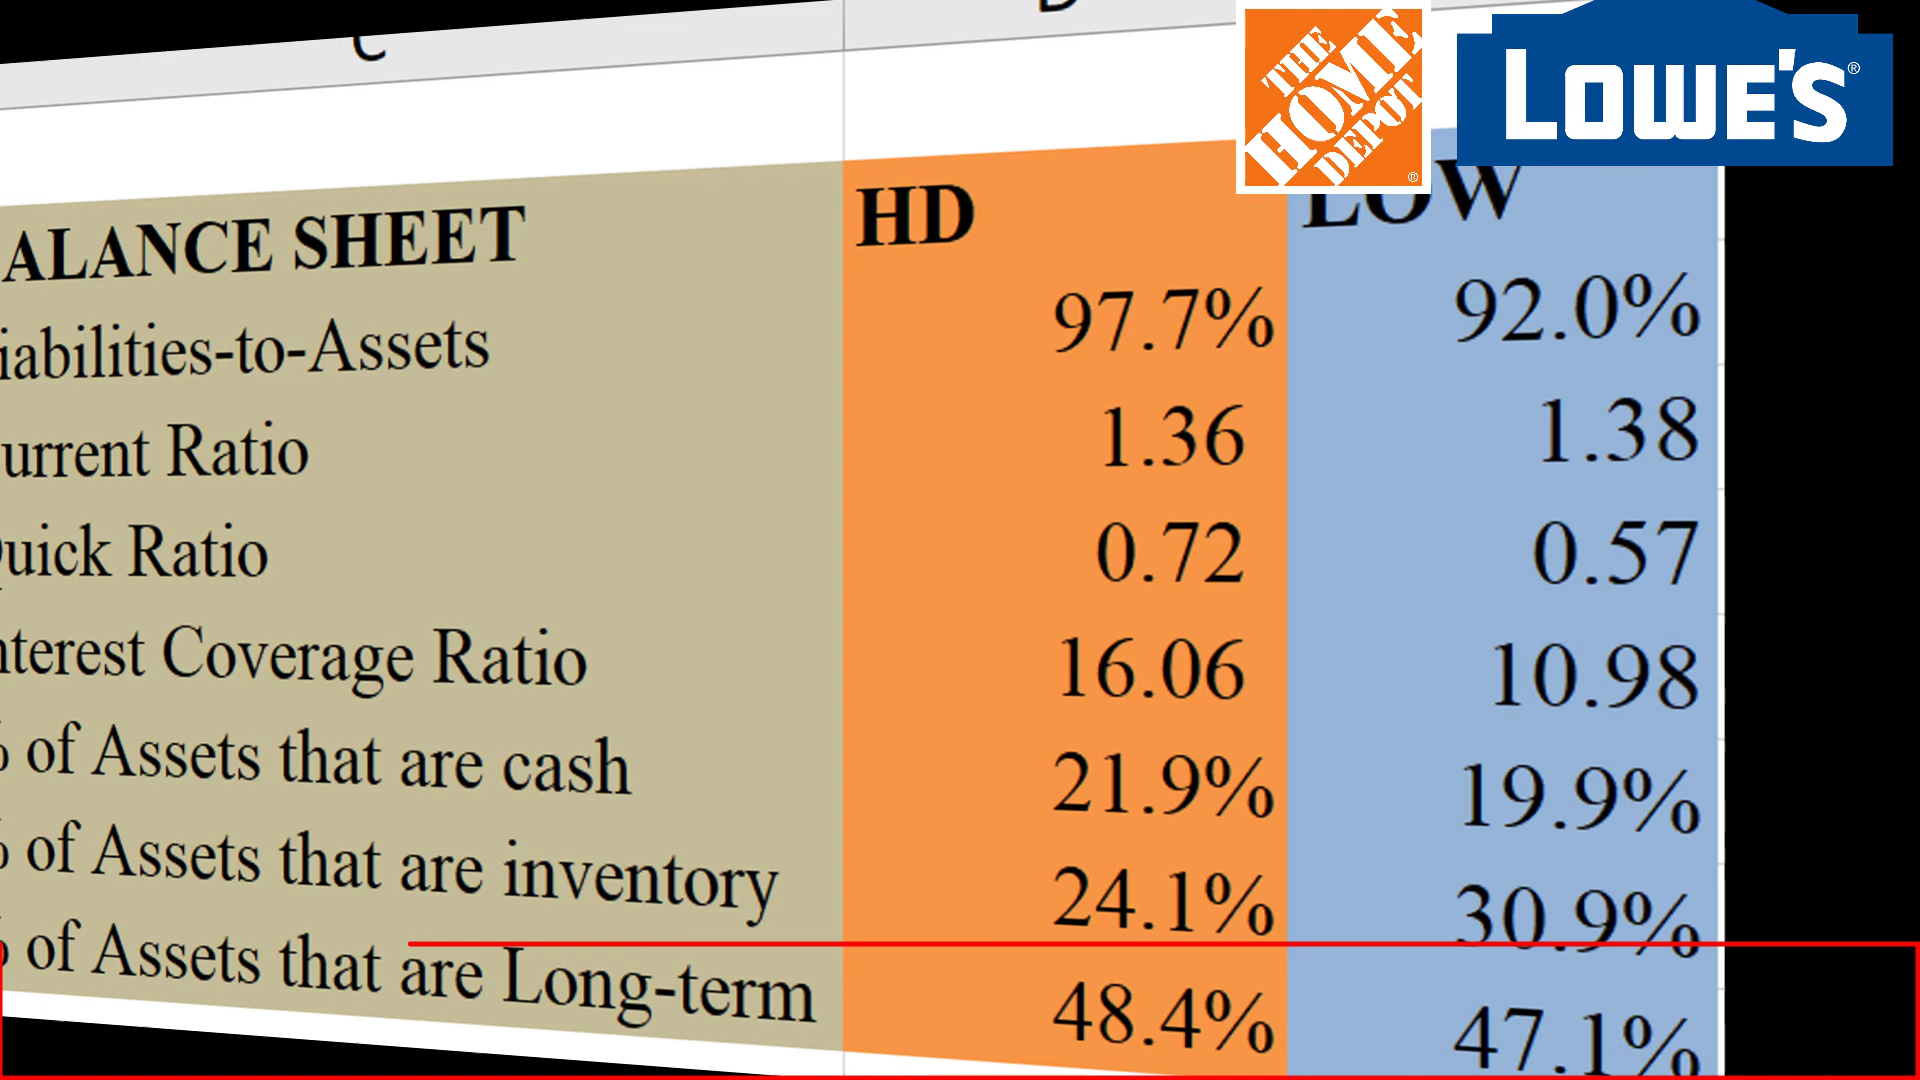 C D
THE HOME DEPOT ®
LOWE'S ®
ALANCE SHEET HD LOW
iabilities-to-Assets 97.7% 92.0%
urrent Ratio 1.36 1.38
uick Ratio 0.72 0.57
nterest Coverage Ratio 16.06 10.98
% of Assets that are cash 21.9% 19.9%
% of Assets that are inventory 24.1% 30.9%
% of Assets that are Long-term 48.4% 47.1%